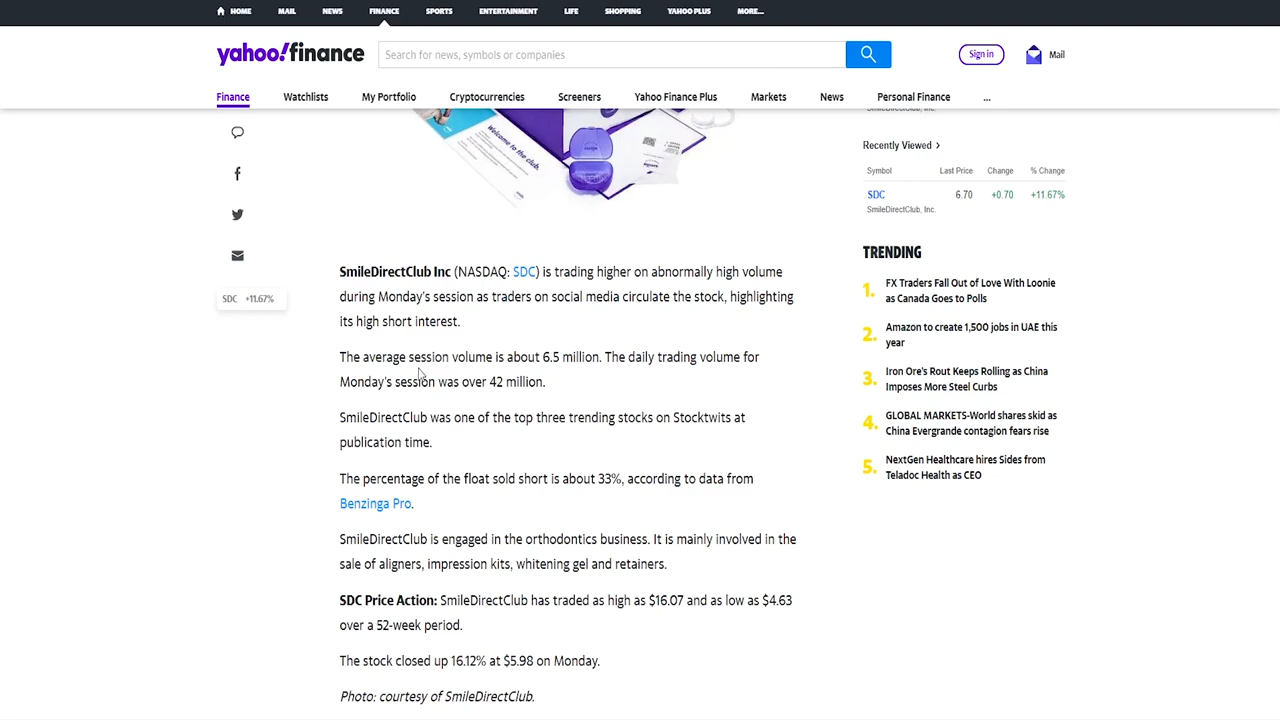 HOME MAIL NEWS FINANCE SPORTS ENTERTAINMENT LIFE SHOPPING YAHOO PLUS MORE...
yahoo!finance
Search for news, symbols or companies
Sign in
Mail
Finance Watchlists My Portfolio Cryptocurrencies Screeners Yahoo Finance Plus Markets News Personal Finance ...
Welcome to the club.
SmileDirectClub Inc (NASDAQ: SDC) is trading higher on abnormally high volume
during Monday's session as traders on social media circulate the stock, highlighting
its high short interest.
The average session volume is about 6.5 million. The daily trading volume for
Monday's session was over 42 million.
SmileDirectClub was one of the top three trending stocks on Stocktwits at
publication time.
The percentage of the float sold short is about 33%, according to data from
Benzinga Pro.
SmileDirectClub is engaged in the orthodontics business. It is mainly involved in the
sale of aligners, impression kits, whitening gel and retainers.
SDC Price Action: SmileDirectClub has traded as high as $16.07 and as low as $4.63
over a 52-week period.
The stock closed up 16.12% at $5.98 on Monday.
Photo: courtesy of SmileDirectClub.
SDC +11.67%
SmileDirectClub, Inc.
Recently Viewed >
Symbol Last Price Change % Change
SDC 6.70 +0.70 +11.67%
SmileDirectClub, Inc.
TRENDING
1. FX Traders Fall Out of Love With Loonie
as Canada Goes to Polls
2. Amazon to create 1,500 jobs in UAE this
year
3. Iron Ore's Rout Keeps Rolling as China
Imposes More Steel Curbs
4. GLOBAL MARKETS-World shares skid as
China Evergrande contagion fears rise
5. NextGen Healthcare hires Sides from
Teladoc Health as CEO